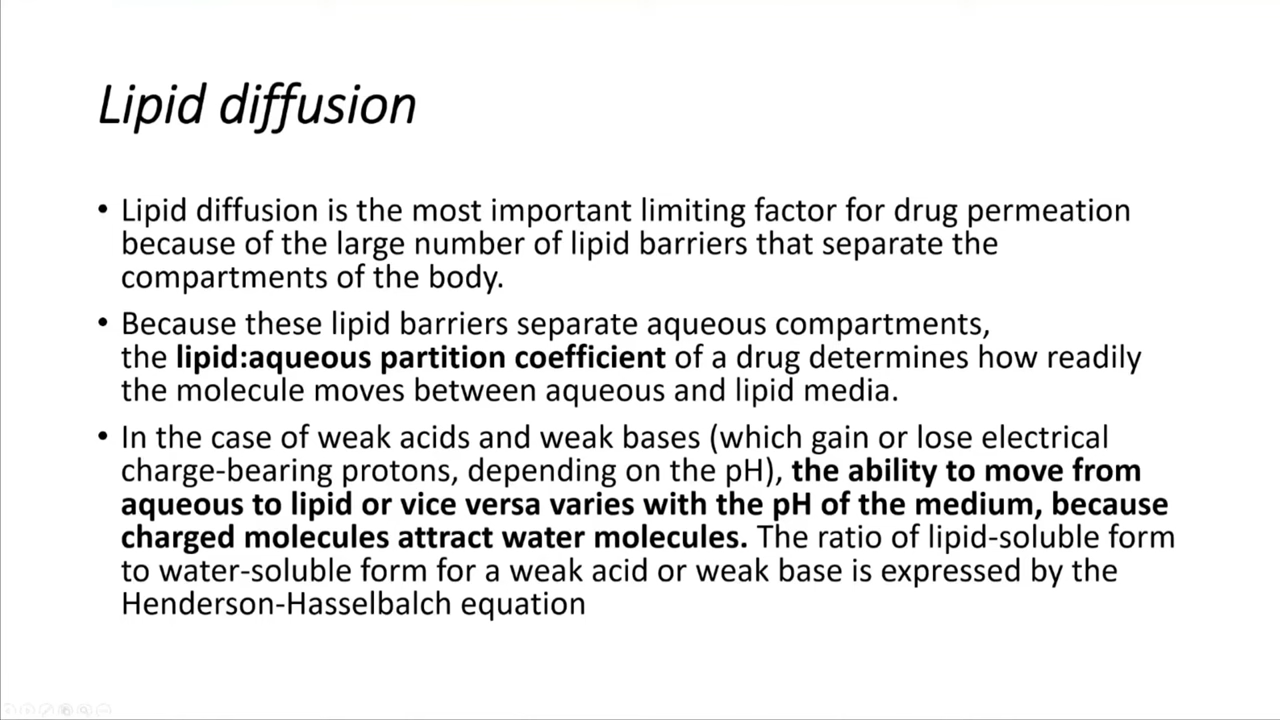 Lipid diffusion
• Lipid diffusion is the most important limiting factor for drug permeation
because of the large number of lipid barriers that separate the
compartments of the body.
• Because these lipid barriers separate aqueous compartments,
the lipid:aqueous partition coefficient of a drug determines how readily
the molecule moves between aqueous and lipid media.
• In the case of weak acids and weak bases (which gain or lose electrical
charge-bearing protons, depending on the pH), the ability to move from
aqueous to lipid or vice versa varies with the pH of the medium, because
charged molecules attract water molecules. The ratio of lipid-soluble form
to water-soluble form for a weak acid or weak base is expressed by the
Henderson-Hasselbalch equation